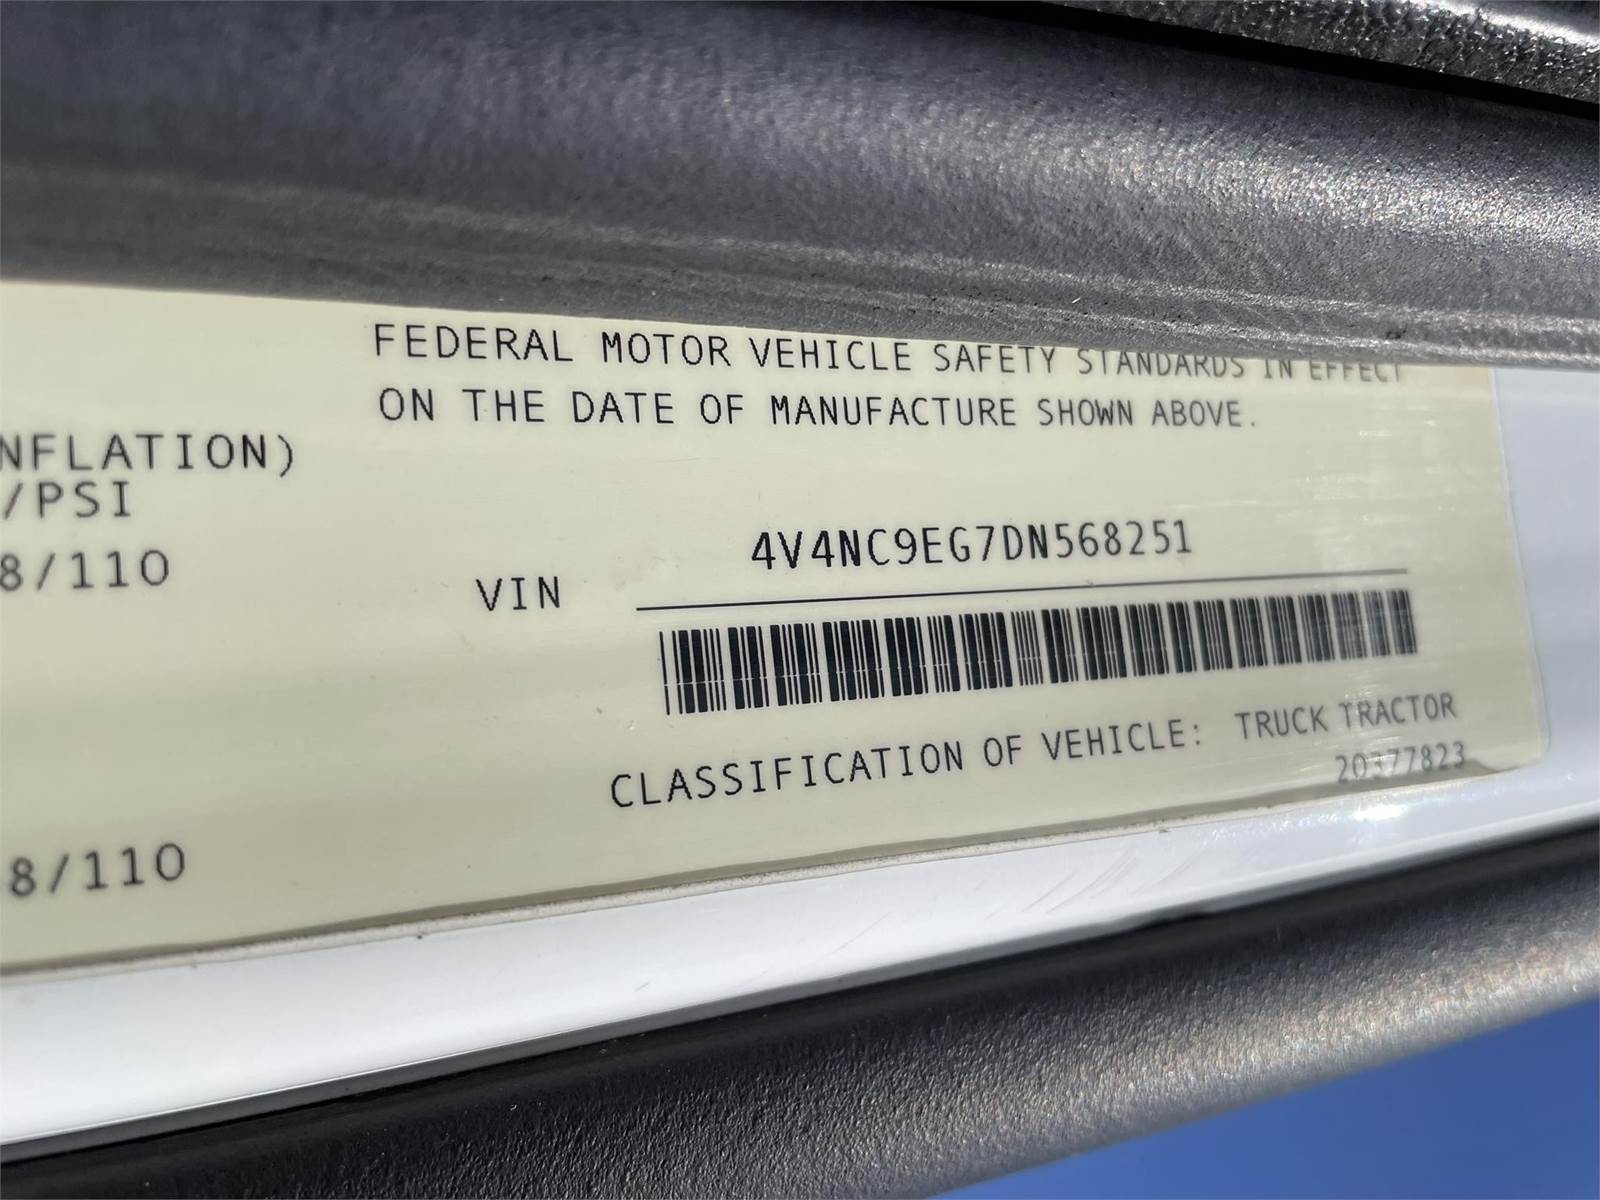 FEDERAL MOTOR VEHICLE SAFETY STANDARDS IN EFFECT
ON THE DATE OF MANUFACTURE SHOWN ABOVE.
NFLATION)
/PSI
8/110
VIN 4V4NC9EG7DN568251
CLASSIFICATION OF VEHICLE: TRUCK TRACTOR
20377823
8/110